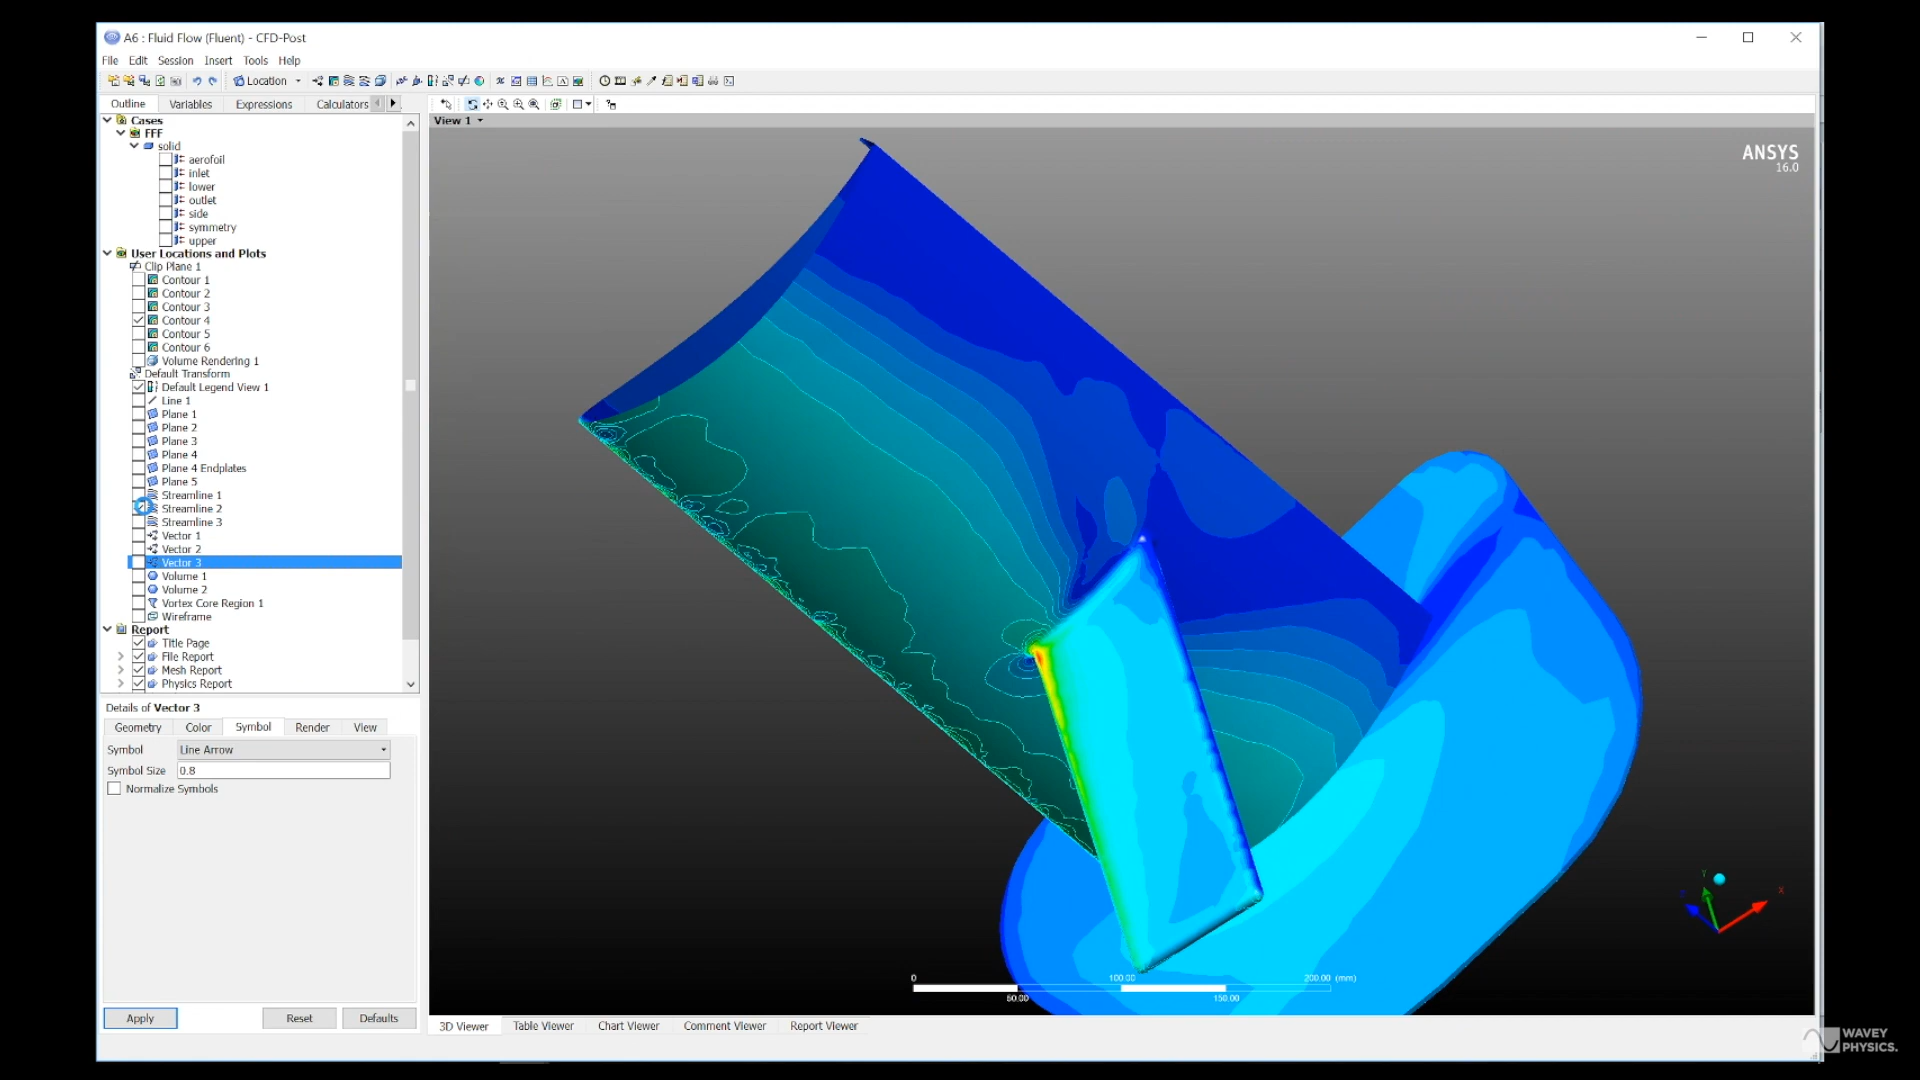 A6 : Fluid Flow (Fluent) - CFD-Post
File Edit Session Insert Tools Help
Location
Outline Variables Expressions Calculators
View 1
Cases
FFF
solid
aerofoil
inlet
lower
outlet
side
symmetry
upper
User Locations and Plots
Clip Plane 1
Contour 1
Contour 2
Contour 3
Contour 4
Contour 5
Contour 6
Volume Rendering 1
Default Transform
Default Legend View 1
Line 1
Plane 1
Plane 2
Plane 3
Plane 4
Plane 4 Endplates
Plane 5
Streamline 1
Streamline 2
Streamline 3
Vector 1
Vector 2
Vector 3
Volume 1
Volume 2
Vortex Core Region 1
Wireframe
Report
Title Page
File Report
Mesh Report
Physics Report
Details of Vector 3
Geometry Color Symbol Render View
Symbol Line Arrow
Symbol Size 0.8
Normalize Symbols
Apply Reset Defaults
ANSYS
16.0
Y
X
0 100.00 200.00 (mm)
50.00 150.00
3D Viewer Table Viewer Chart Viewer Comment Viewer Report Viewer
WAVEY
PHYSICS.